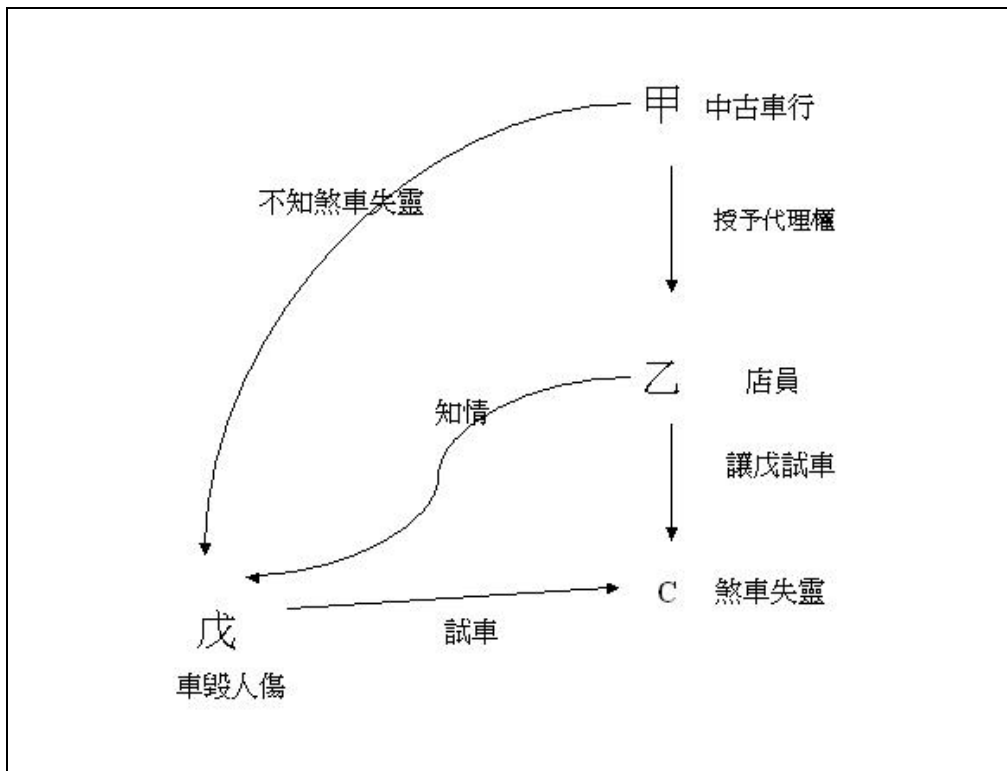 甲 中古車行
不知煞車失靈
授予代理權
乙 店員
知情
讓戊試車
C 煞車失靈
戊
試車
車毀人傷